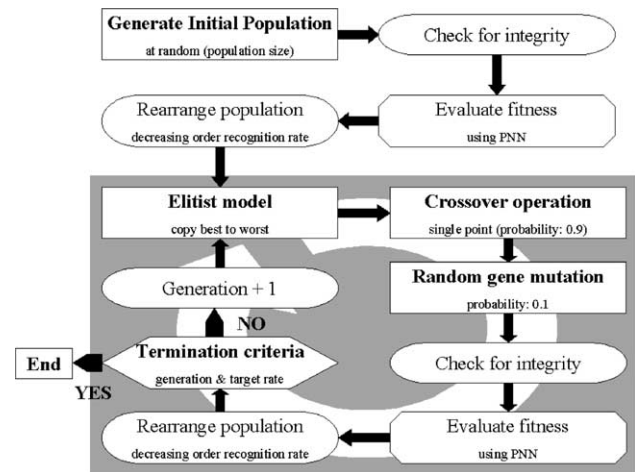 Generate Initial Population
at random (population size)
Check for integrity
Evaluate fitness
using PNN
Rearrange population
decreasing order recognition rate
Elitist model
copy best to worst
Crossover operation
single point (probability: 0.9)
Random gene mutation
probability: 0.1
Check for integrity
Evaluate fitness
using PNN
Rearrange population
decreasing order recognition rate
Termination criteria
generation & target rate
NO
Generation + 1
YES
End